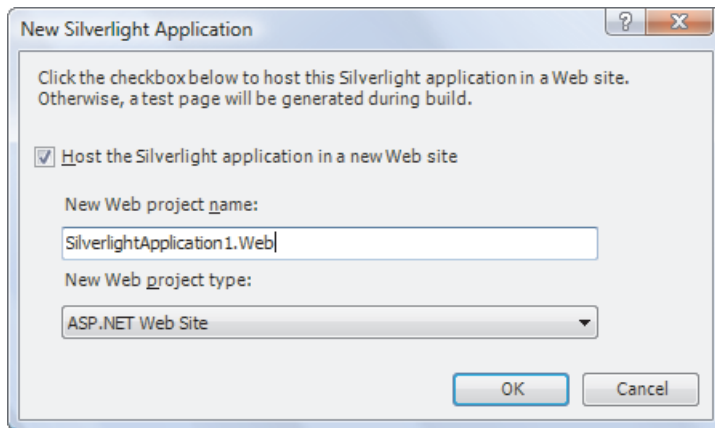 New Silverlight Application
?
Click the checkbox below to host this Silverlight application in a Web site.
Otherwise, a test page will be generated during build.
Host the Silverlight application in a new Web site
New Web project name:
SilverlightApplication1.Web
New Web project type:
ASP.NET Web Site
OK Cancel